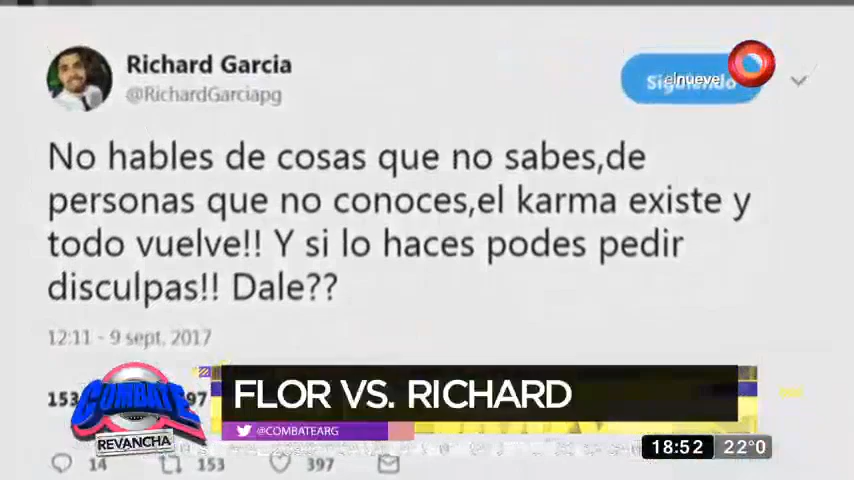 Richard Garcia
@RichardGarciapg
elnueve
No hables de cosas que no sabes,de
personas que no conoces,el karma existe y
todo vuelve!! Y si lo haces podes pedir
disculpas!! Dale??
12:11 - 9 sept. 2017
153
97
COMBATE
REVANCHA
FLOR VS. RICHARD
@COMBATEARG
14
153
397
18:52
22°0